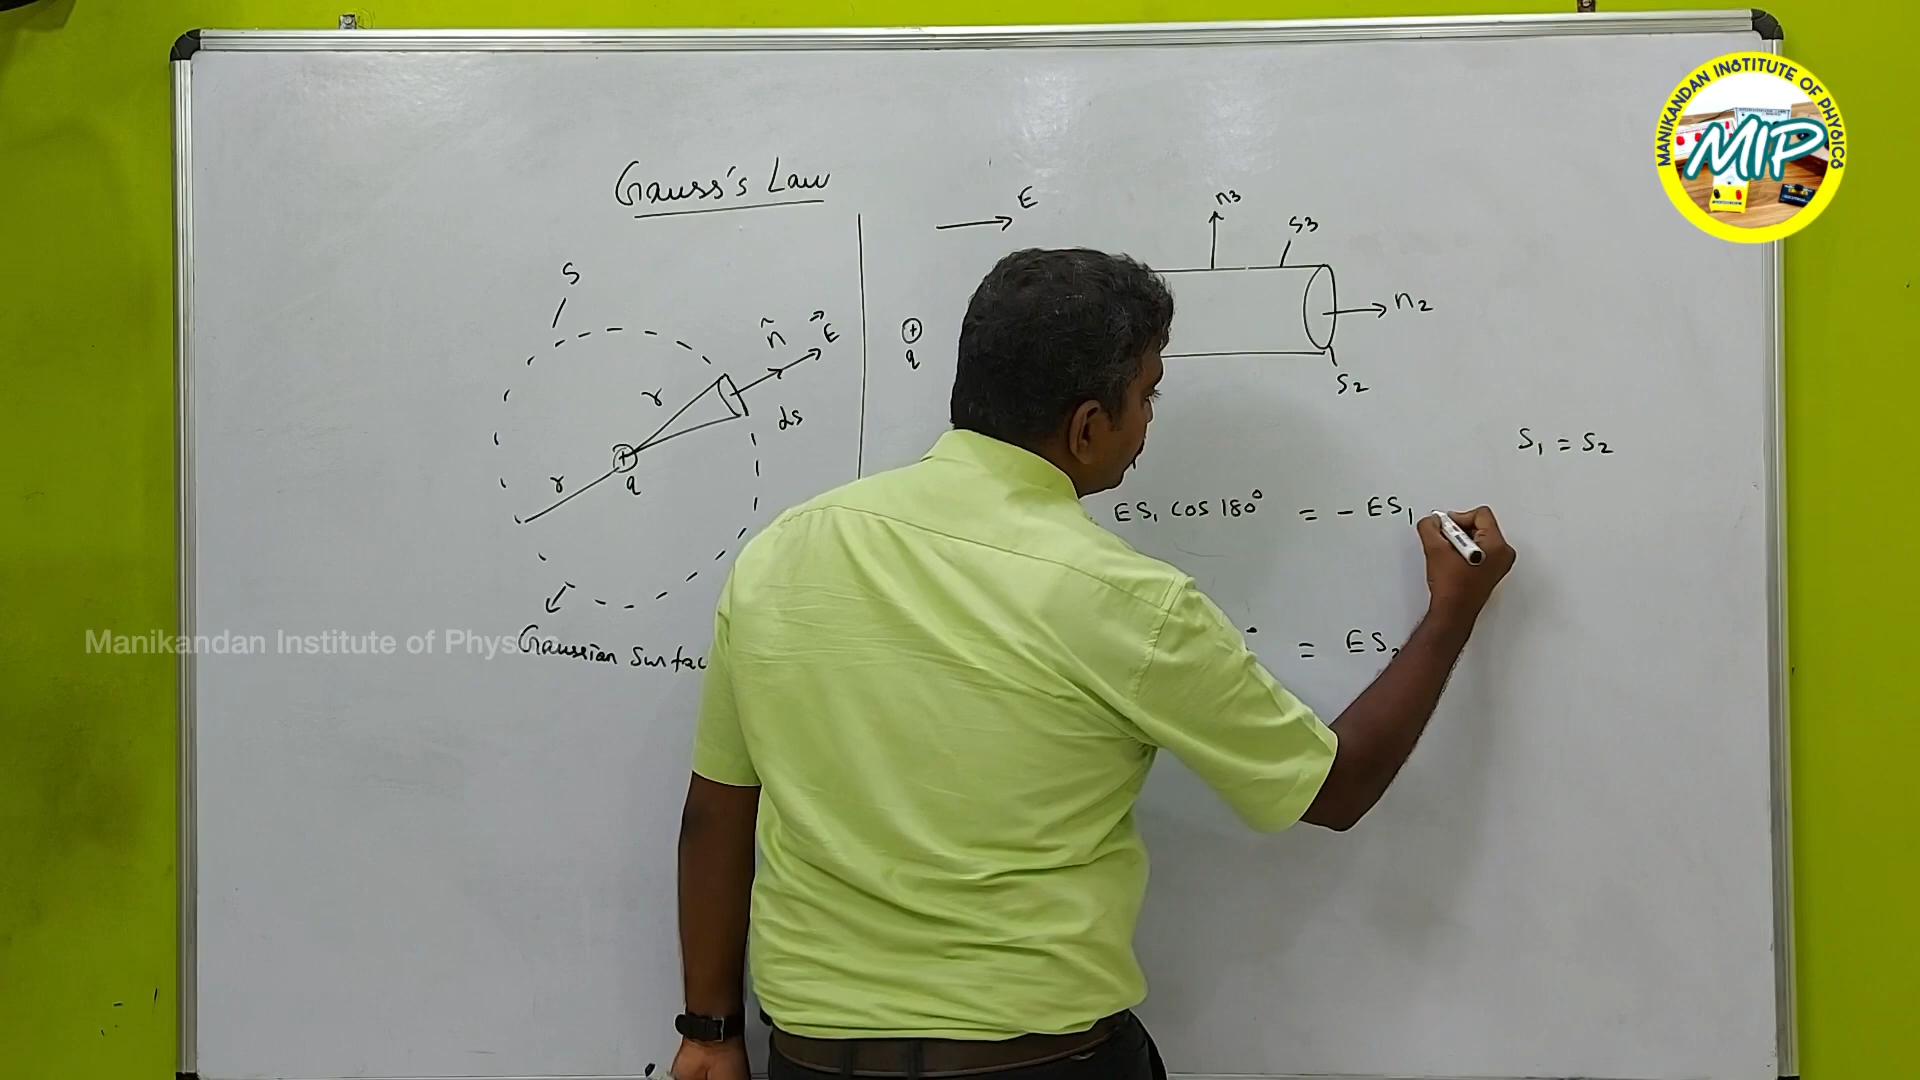 MANIKANDAN INSTITUTE OF PHYSICS
MIP
Gauss's Law
S
r
n̂
E⃗
ds
r
+
q
Gaussian Surfac
E
+
q
n3
S3
n2
S2
S1 = S2
ES1 cos 180° = - ES1
= ES2
Manikandan Institute of Physics